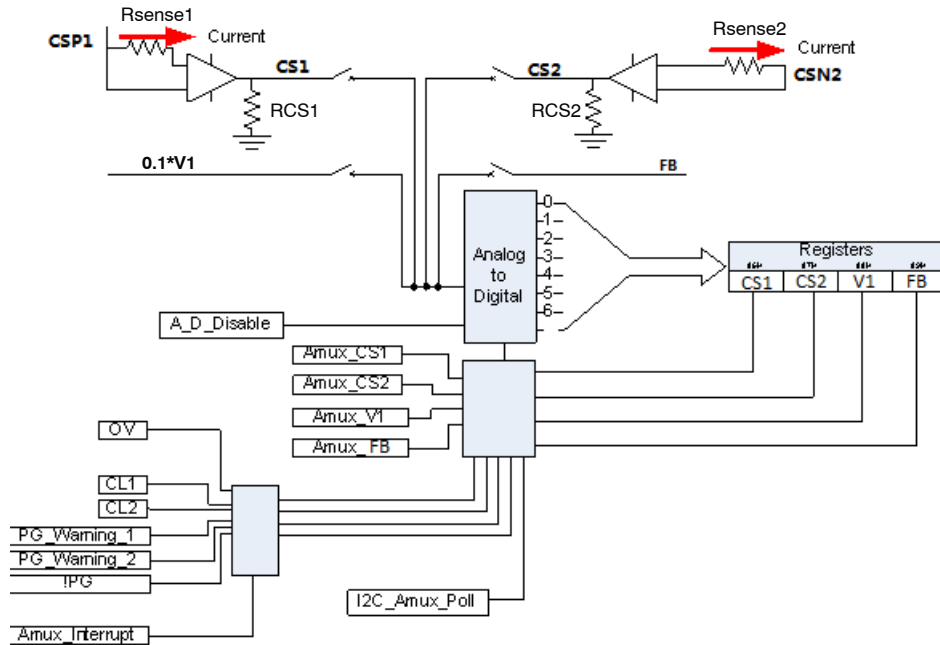 Rsense1
CSP1
Current
CS1
RCS1
Rsense2
Current
CSN2
CS2
RCS2
0.1*V1
FB
Analog
to
Digital
0
1
2
3
4
5
6
Registers
CS1 CS2 V1 FB
A_D_Disable
Amux_CS1
Amux_CS2
Amux_V1
Amux_FB
OV
CL1
CL2
PG_Warning_1
PG_Warning_2
!PG
I2C_Amux_Poll
Amux_Interrupt